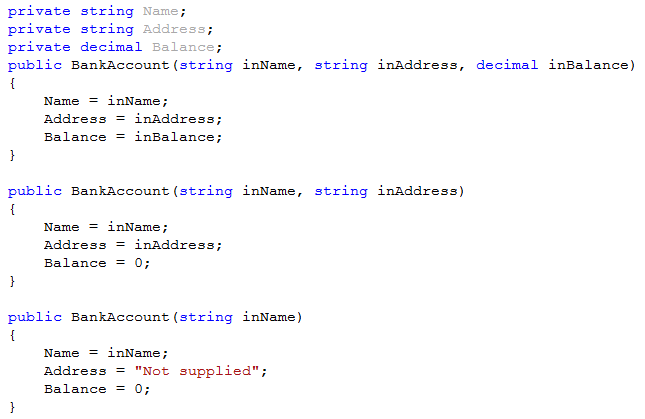 private string Name;
private string Address;
private decimal Balance;
public BankAccount(string inName, string inAddress, decimal inBalance)
{
    Name = inName;
    Address = inAddress;
    Balance = inBalance;
}

public BankAccount(string inName, string inAddress)
{
    Name = inName;
    Address = inAddress;
    Balance = 0;
}

public BankAccount(string inName)
{
    Name = inName;
    Address = "Not supplied";
    Balance = 0;
}